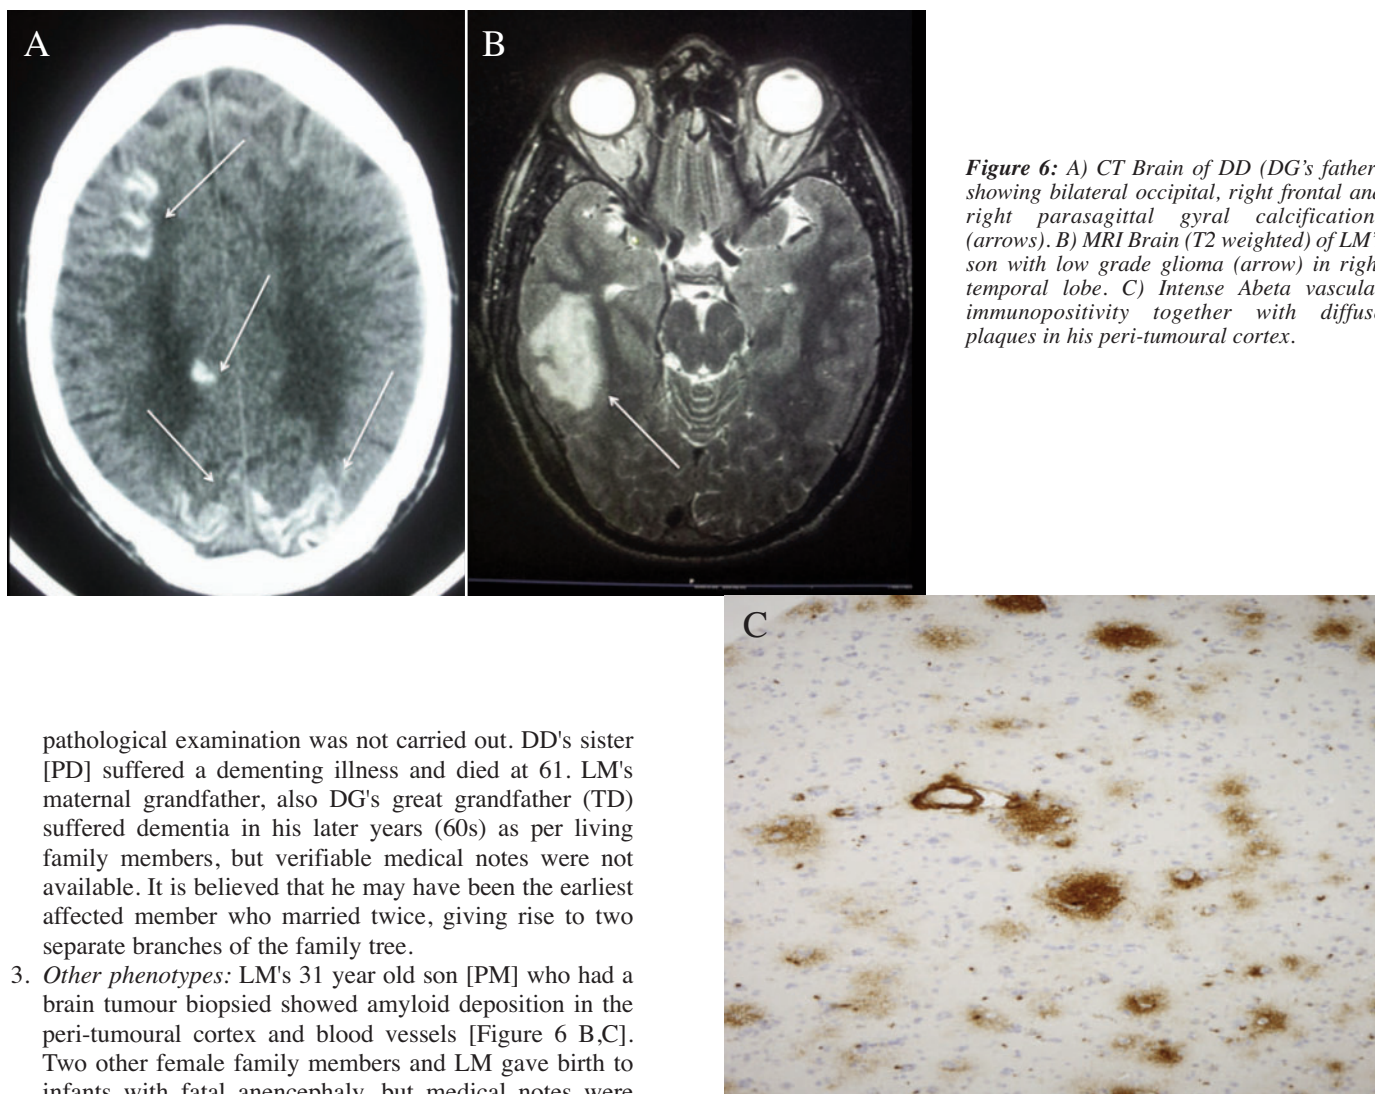 A
B
Figure 6: A) CT Brain of DD (DG's father
showing bilateral occipital, right frontal and
right parasagittal gyral calcification
(arrows). B) MRI Brain (T2 weighted) of LM'
son with low grade glioma (arrow) in righ
temporal lobe. C) Intense Abeta vascula
immunopositivity together with diffus
plaques in his peri-tumoural cortex.
C
pathological examination was not carried out. DD's sister
[PD] suffered a dementing illness and died at 61. LM's
maternal grandfather, also DG's great grandfather (TD)
suffered dementia in his later years (60s) as per living
family members, but verifiable medical notes were not
available. It is believed that he may have been the earliest
affected member who married twice, giving rise to two
separate branches of the family tree.
3. Other phenotypes: LM's 31 year old son [PM] who had a
brain tumour biopsied showed amyloid deposition in the
peri-tumoural cortex and blood vessels [Figure 6 B,C].
Two other female family members and LM gave birth to
infants with fatal anencephaly, but medical notes were